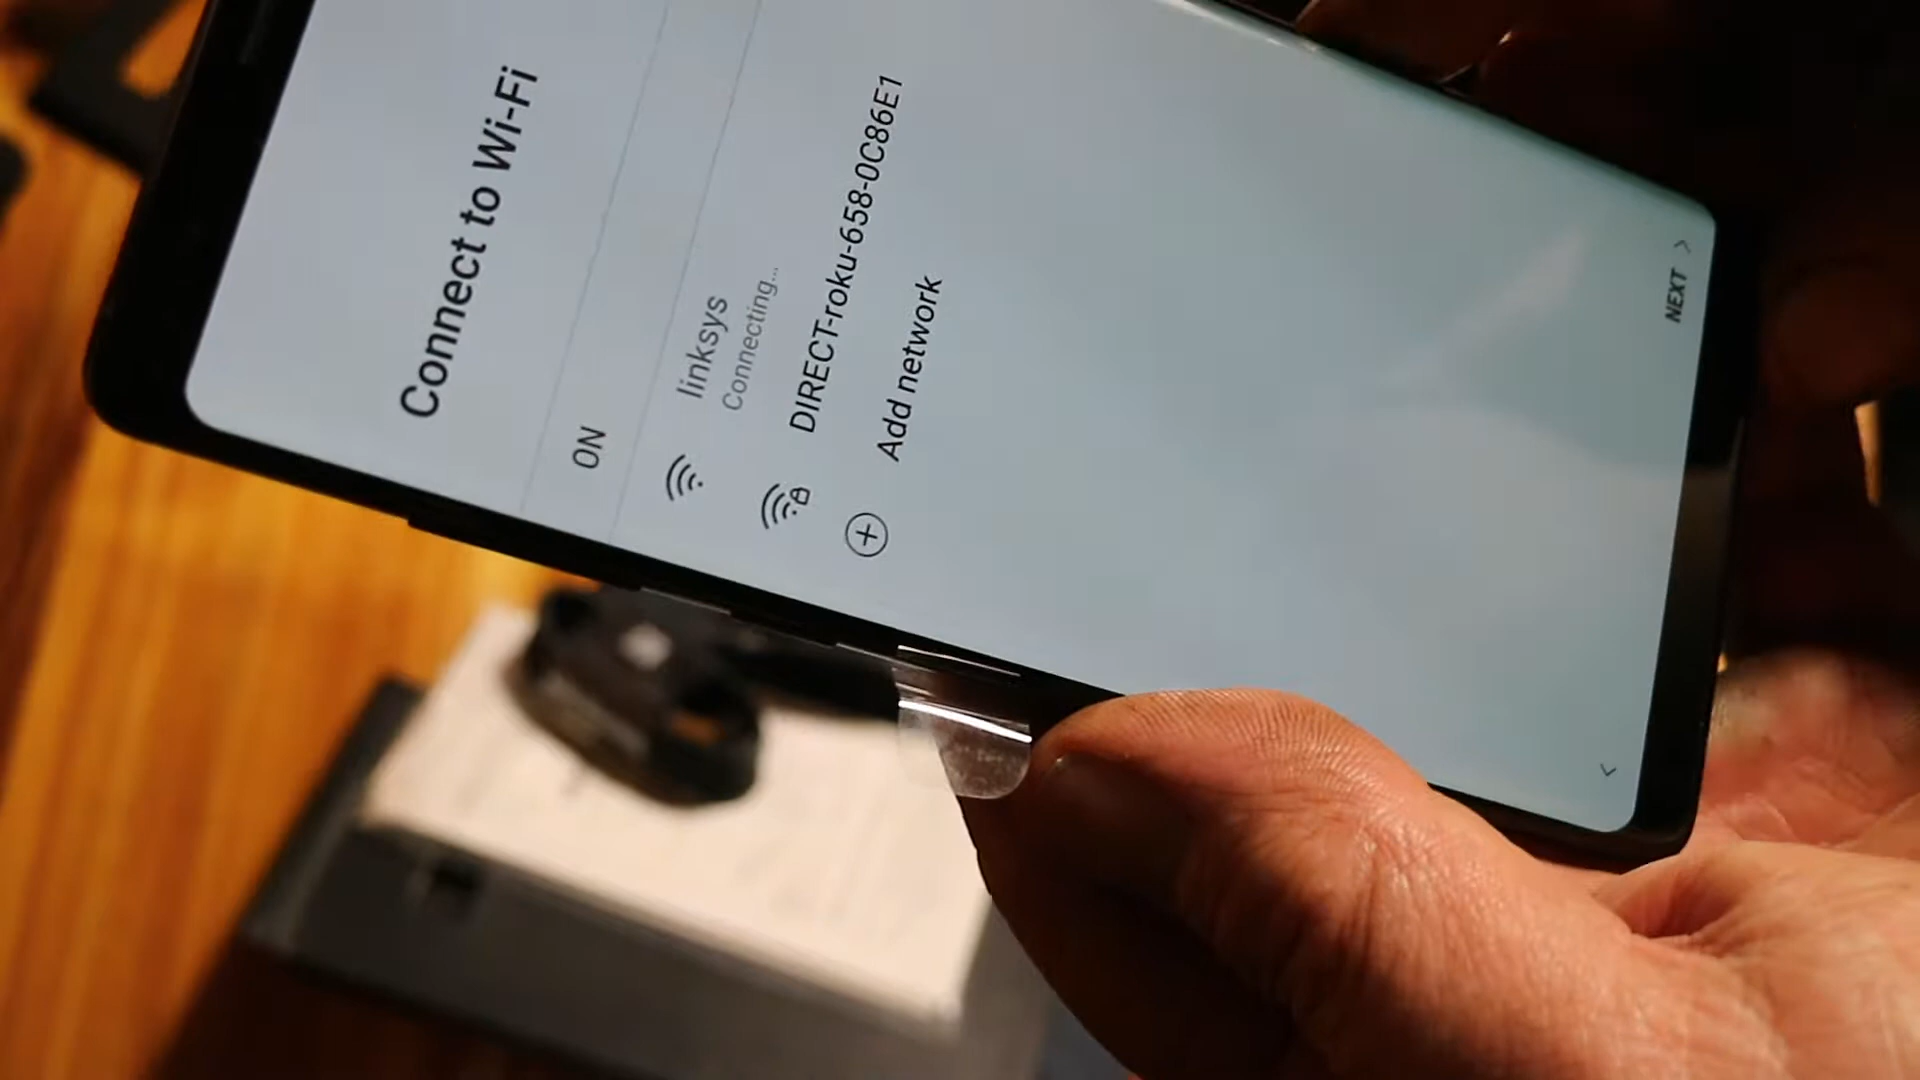 Connect to Wi-Fi
ON
linksys
Connecting...
DIRECT-roku-658-0C86E1
Add network
NEXT